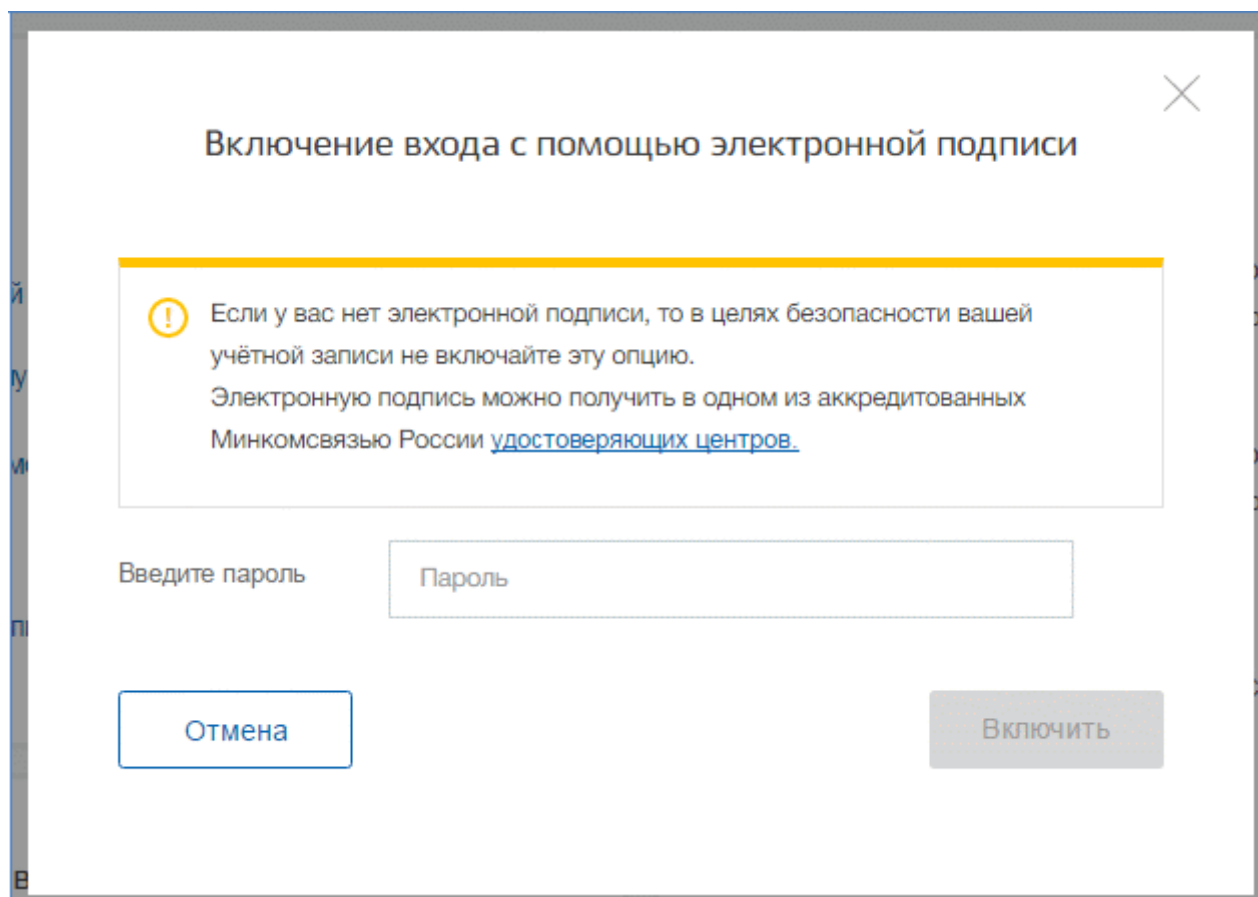 Включение входа с помощью электронной подписи
Если у вас нет электронной подписи, то в целях безопасности вашей
учётной записи не включайте эту опцию.
Электронную подпись можно получить в одном из аккредитованных
Минкомсвязью России удостоверяющих центров.
Введите пароль
Пароль
Отмена
Включить